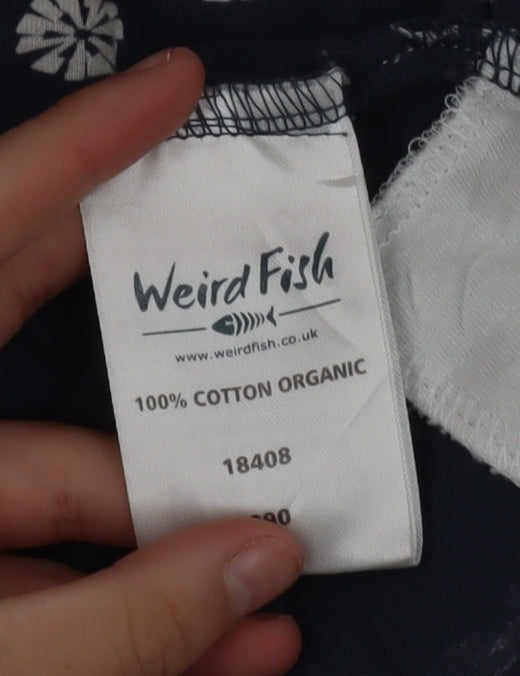 Weird Fish
www.weirdfish.co.uk
100% COTTON ORGANIC
18408